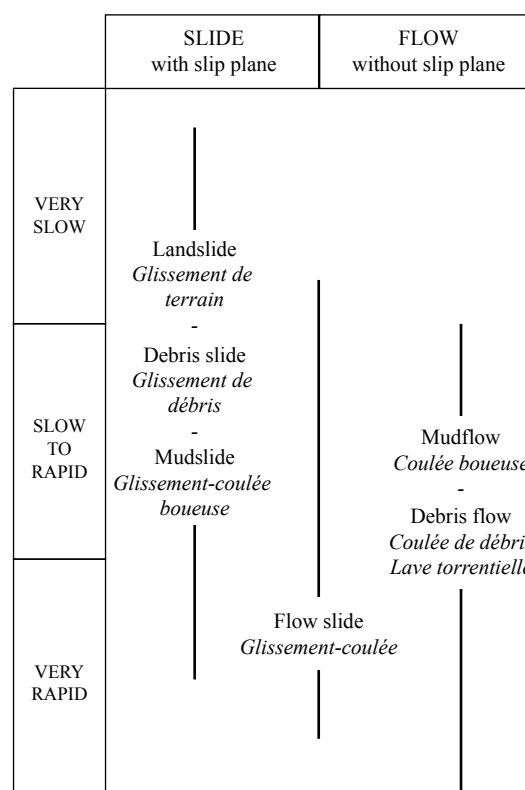 SLIDE
with slip plane
FLOW
without slip plane
VERY
SLOW
Landslide
Glissement de
terrain
-
Debris slide
Glissement de
débris
-
Mudslide
Glissement-coulée
boueuse
SLOW
TO
RAPID
Mudflow
Coulée boueuse
-
Debris flow
Coulée de débris
Lave torrentielle
Flow slide
Glissement-coulée
VERY
RAPID